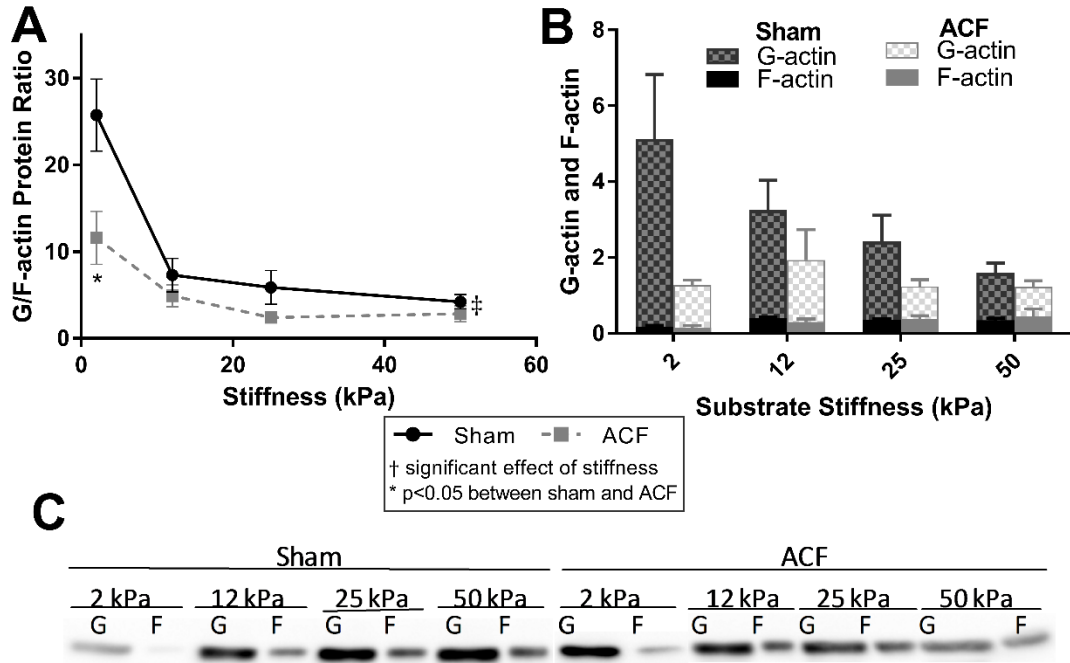 A
G/F-actin Protein Ratio
30
20
10
0
0 20 40 60
Stiffness (kPa)
*
‡
B
G-actin and F-actin
8
6
4
2
0
Sham ACF
G-actin G-actin
F-actin F-actin
2 12 25 50
Substrate Stiffness (kPa)
Sham ACF
† significant effect of stiffness
* p<0.05 between sham and ACF
C
Sham ACF
2 kPa 12 kPa 25 kPa 50 kPa 2 kPa 12 kPa 25 kPa 50 kPa
G F G F G F G F G F G F G F G F